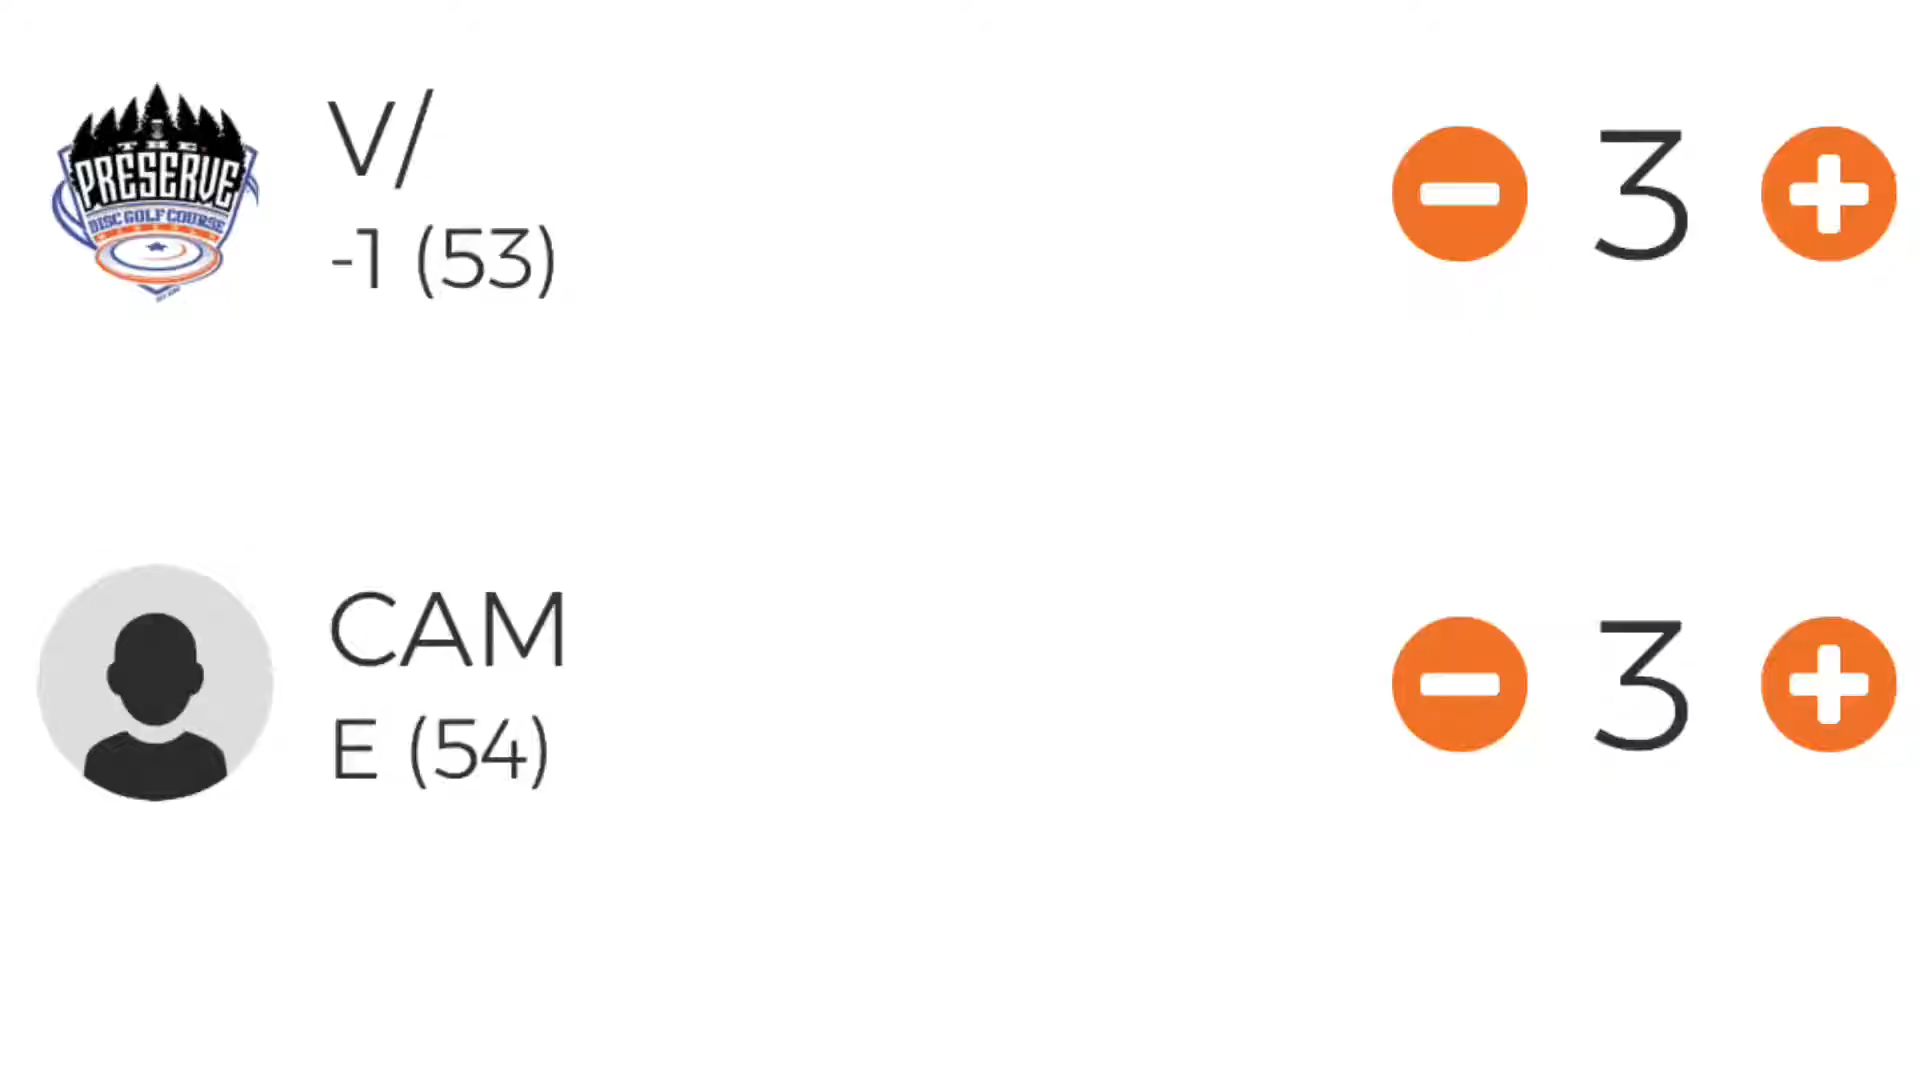 THE
PRESERVE
DISC GOLF COURSE
V/
-1 (53)
3
CAM
E (54)
3